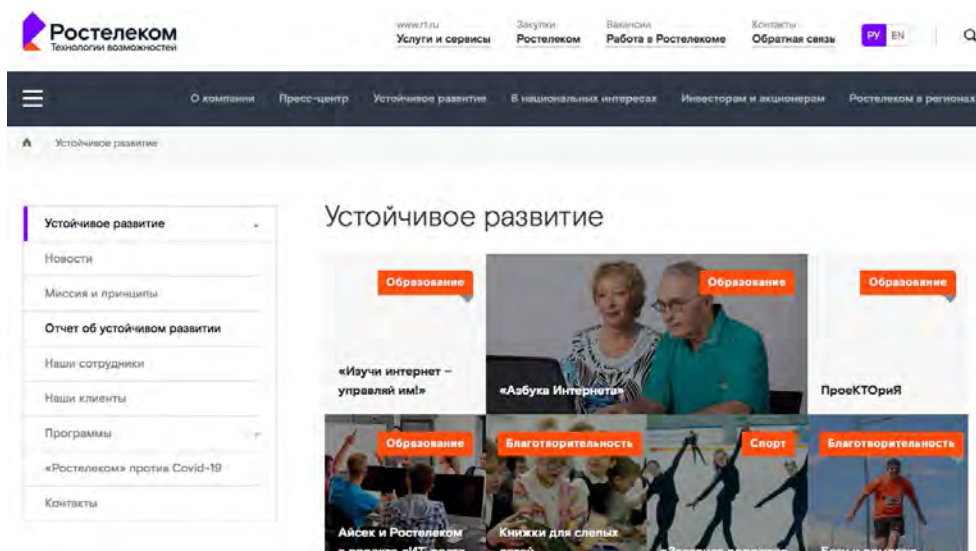 Ростелеком
Технологии возможностей
www.rt.ru
Услуги и сервисы
Закупки
Ростелеком
Вакансии
Работа в Ростелекоме
Контакты
Обратная связь
РУ EN
О компании Пресс-центр Устойчивое развитие В национальных интересах Инвесторам и акционерам Ростелеком в регионах
Устойчивое развитие
Устойчивое развитие
Новости
Миссия и принципы
Отчет об устойчивом развитии
Наши сотрудники
Наши клиенты
Программы
«Ростелеком» против Covid-19
Контакты
Устойчивое развитие
Образование
«Изучи интернет –
управляй им!»
Образование
«Азбука Интернета»
Образование
ПроеКТОриЯ
Образование
Айсек и Ростелеком
Благотворительность
Книжки для слепых
Спорт
Благотворительность